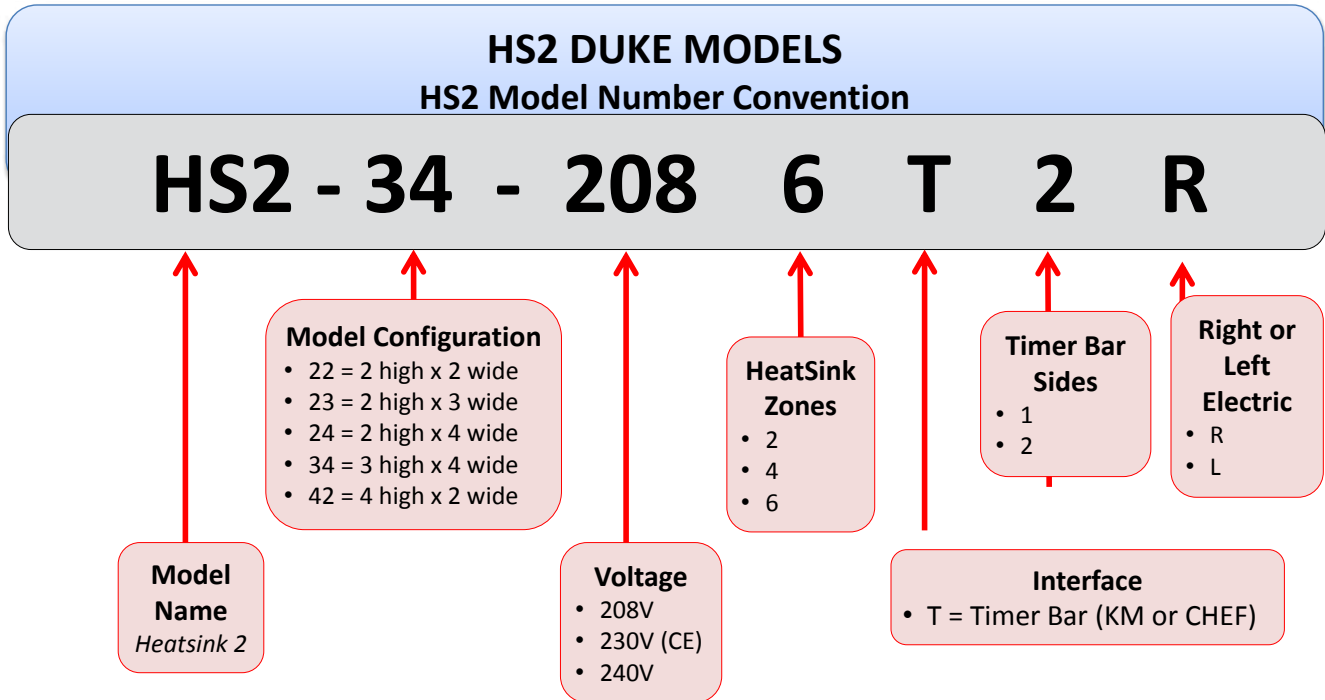 HS2 DUKE MODELS
HS2 Model Number Convention
HS2 - 34 - 208 6 T 2 R
Model Configuration
• 22 = 2 high x 2 wide
• 23 = 2 high x 3 wide
• 24 = 2 high x 4 wide
• 34 = 3 high x 4 wide
• 42 = 4 high x 2 wide
HeatSink
Zones
• 2
• 4
• 6
Timer Bar
Sides
• 1
• 2
Right or
Left
Electric
• R
• L
Model
Name
Heatsink 2
Voltage
• 208V
• 230V (CE)
• 240V
Interface
• T = Timer Bar (KM or CHEF)